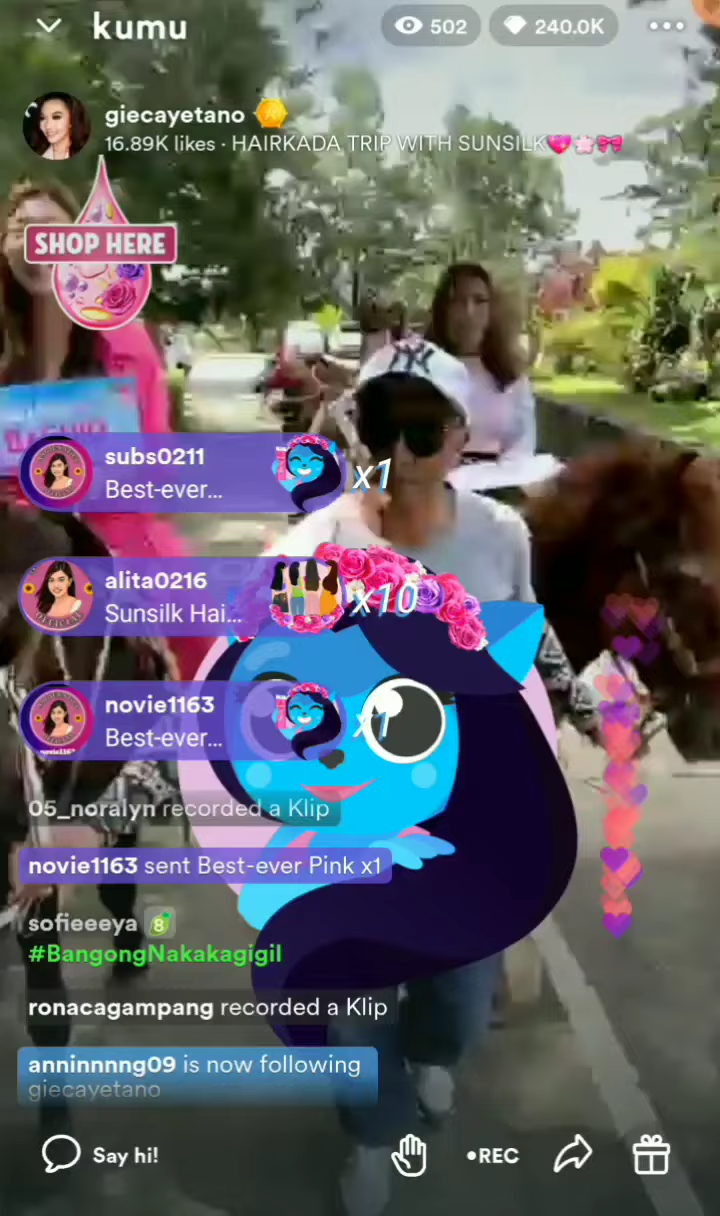 kumu
502
240.0K
giecayetano
16.89K likes · HAIRKADA TRIP WITH SUNSILK💖🌸🎀
SHOP HERE
NY
subs0211
Best-ever...
x1
alita0216
Sunsilk Hai...
x10
novie1163
Best-ever...
x1
05_noralyn recorded a Klip
novie1163 sent Best-ever Pink x1
sofieeeya 8
#BangongNakakagigil
ronacagampang recorded a Klip
anninnnng09 is now following
giecayetano
Say hi!
•REC